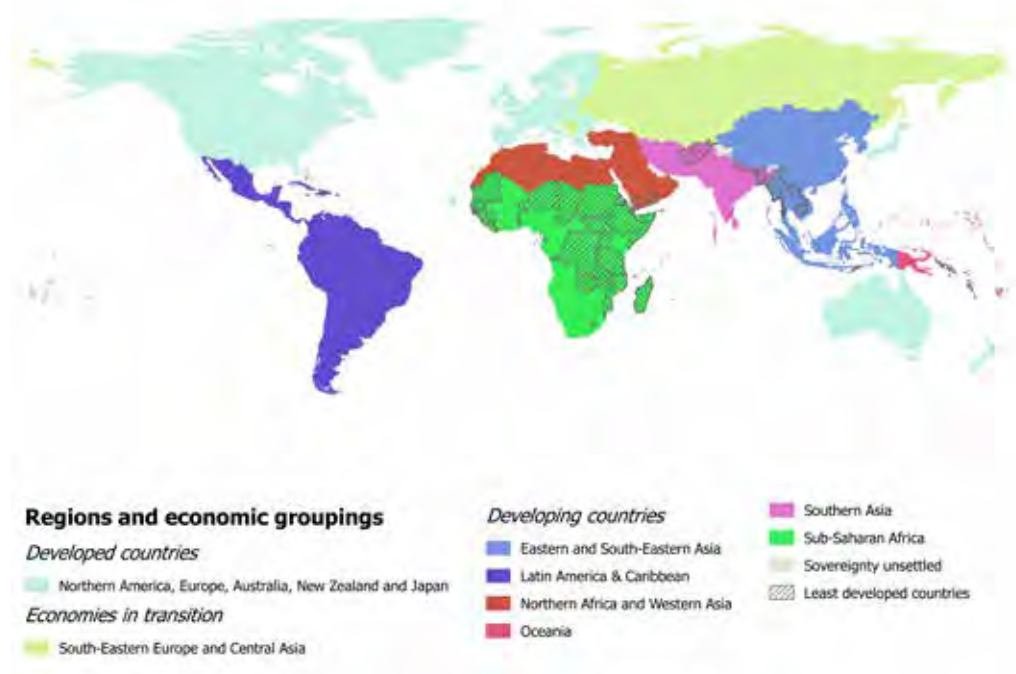 Regions and economic groupings
Developed countries
Northern America, Europe, Australia, New Zealand and Japan
Economies in transition
South-Eastern Europe and Central Asia
Developing countries
Eastern and South-Eastern Asia
Latin America & Caribbean
Northern Africa and Western Asia
Oceania
Southern Asia
Sub-Saharan Africa
Sovereignty unsettled
Least developed countries